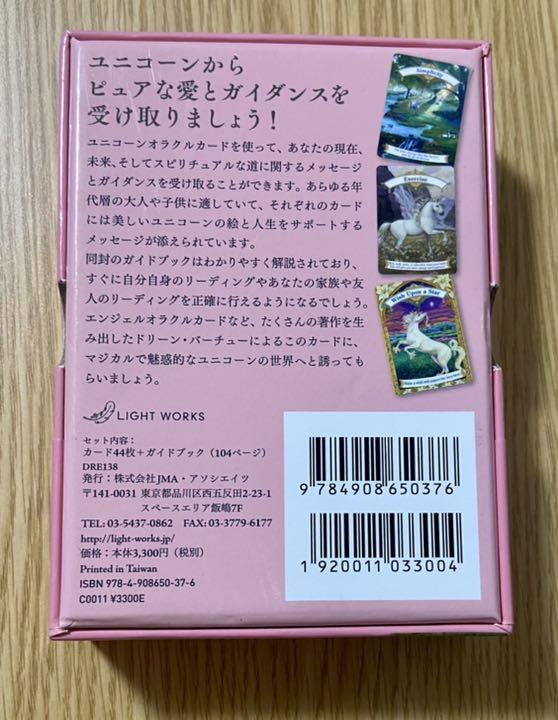 ユニコーンから
ピュアな愛とガイダンスを
受け取りましょう！
ユニコーンオラクルカードを使って、あなたの現在、
未来、そしてスピリチュアルな道に関するメッセージ
とガイダンスを受け取ることができます。あらゆる年
代層の大人や子供に適していて、それぞれのカード
には美しいユニコーンの絵と人生をサポートする
メッセージが添えられています。
同封のガイドブックはわかりやすく解説されており、
すぐに自分自身のリーディングやあなたの家族や友
人のリーディングを正確に行えるようになるでしょう。
エンジェルオラクルカードなど、たくさんの著作を生
み出したドリーン・バーチューによるこのカードに、
マジカルで魅惑的なユニコーンの世界へと誘っても
らいましょう。
Simplicity
Exercise
Wish Upon a Star
LIGHT WORKS
セット内容：
カード44枚＋ガイドブック（104ページ）
DRE138
発行：株式会社JMA・アソシエイツ
〒141-0031 東京都品川区西五反田2-23-1
スペースエリア飯嶋7F
TEL: 03-5437-0862 FAX: 03-3779-6177
http://light-works.jp/
価格：本体3,300円（税別）
Printed in Taiwan
ISBN 978-4-908650-37-6
C0011 ¥3300E
9 784908 650376
1 920011 033004